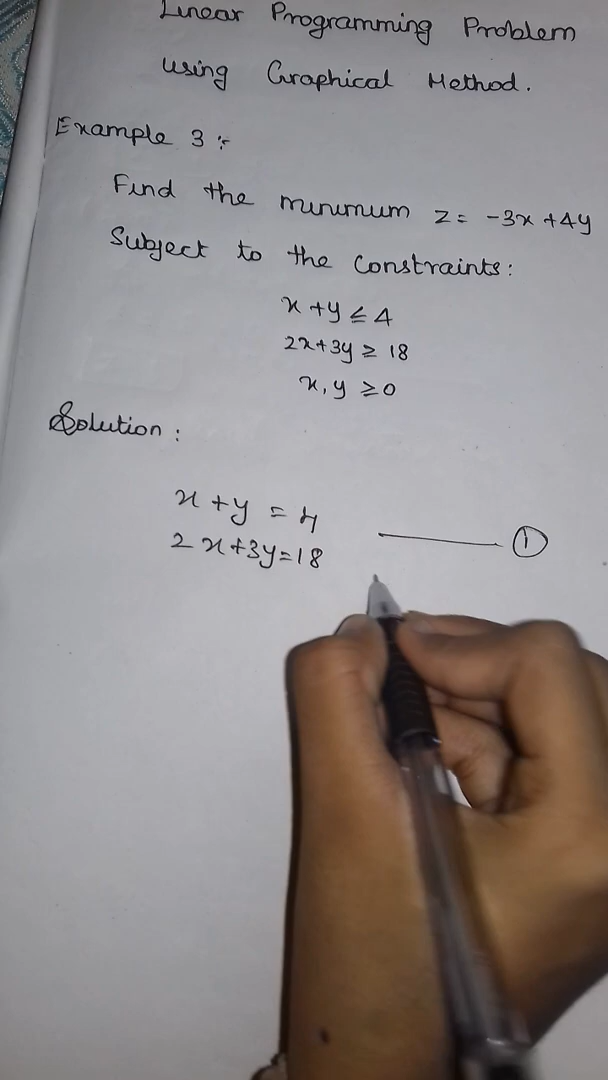 Linear Programming Problem
using Graphical Method.
Example 3 :-
Find the minimum z = -3x + 4y
Subject to the constraints:
x + y ≤ 4
2x + 3y ≥ 18
x, y ≥ 0
Solution :
x + y = 4
2x + 3y = 18 —— ①